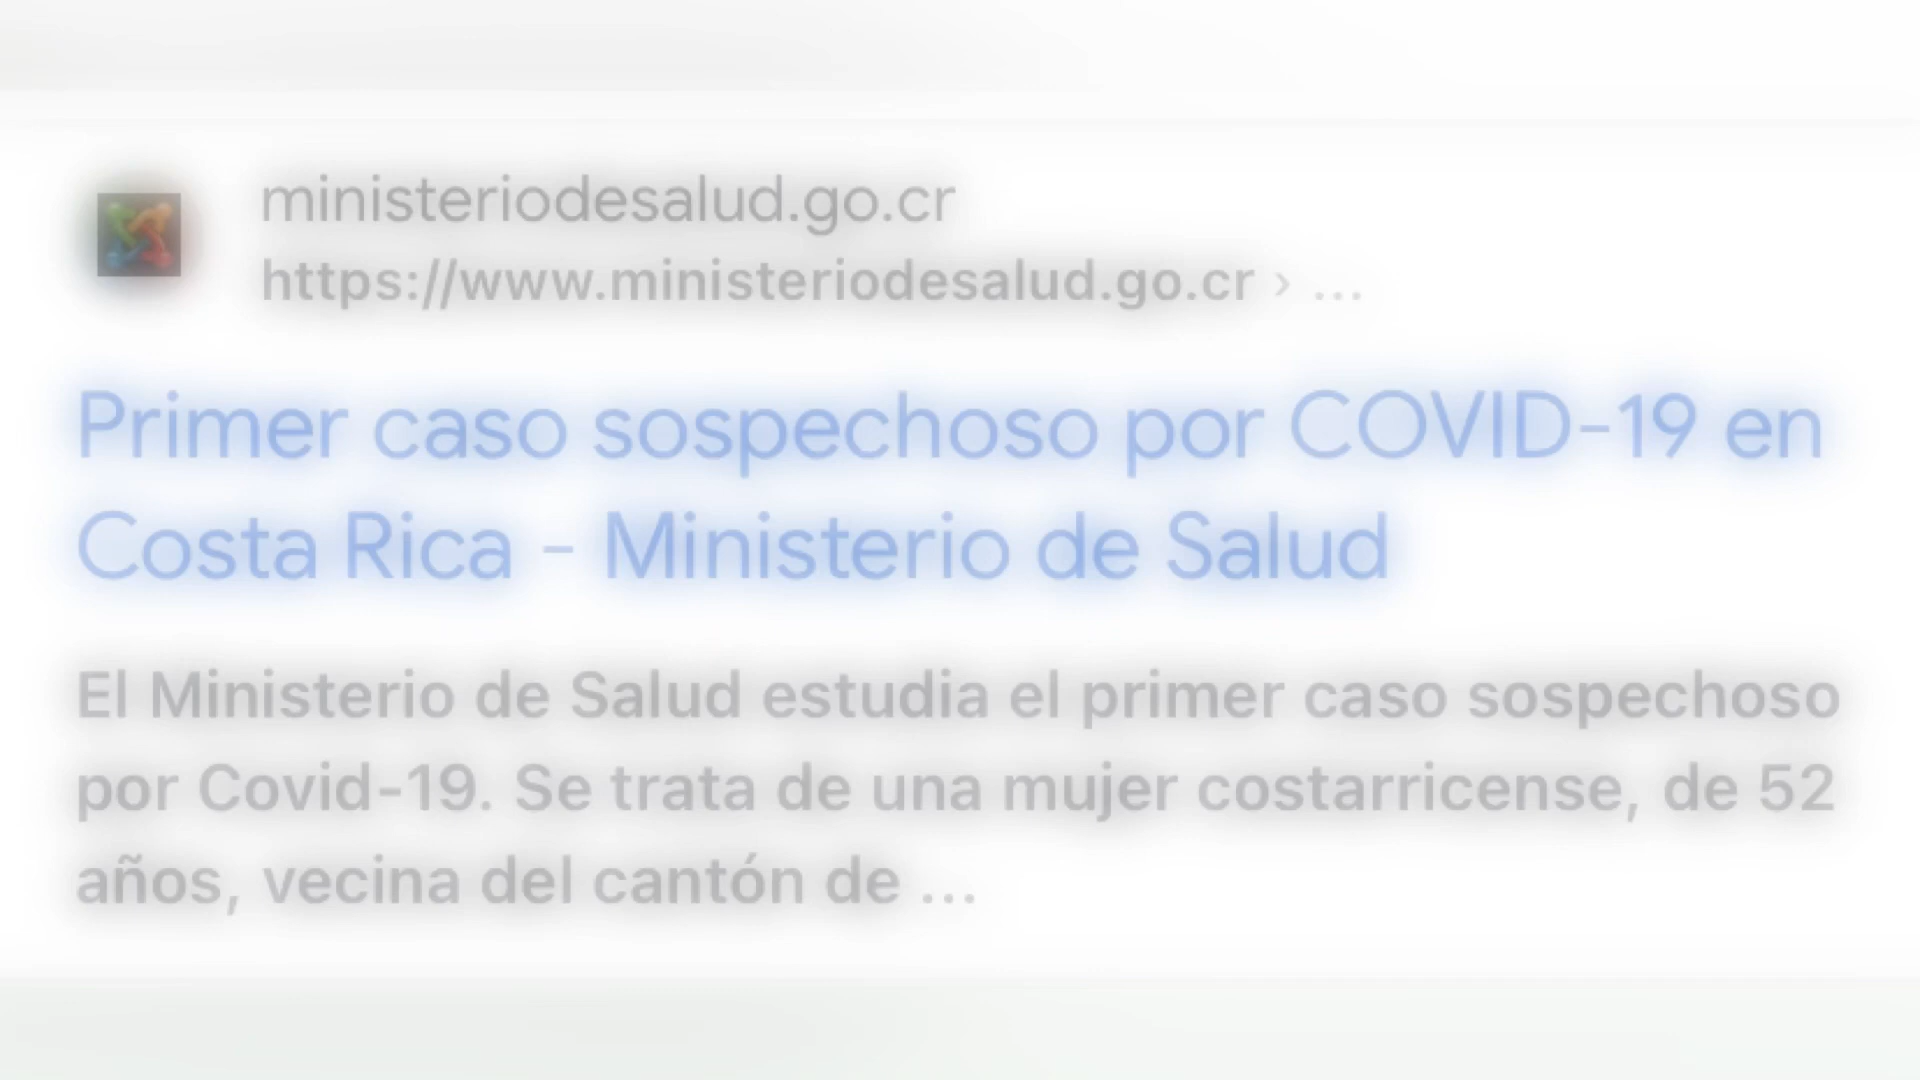 ministeriodesalud.go.cr
https://www.ministeriodesalud.go.cr › ...
Primer caso sospechoso por COVID-19 en
Costa Rica - Ministerio de Salud
El Ministerio de Salud estudia el primer caso sospechoso
por Covid-19. Se trata de una mujer costarricense, de 52
años, vecina del cantón de ...